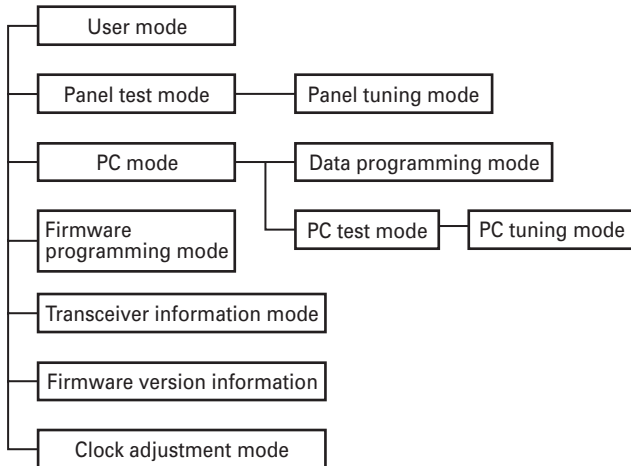 User mode
Panel test mode
Panel tuning mode
PC mode
Data programming mode
PC test mode
PC tuning mode
Firmware
programming mode
Transceiver information mode
Firmware version information
Clock adjustment mode